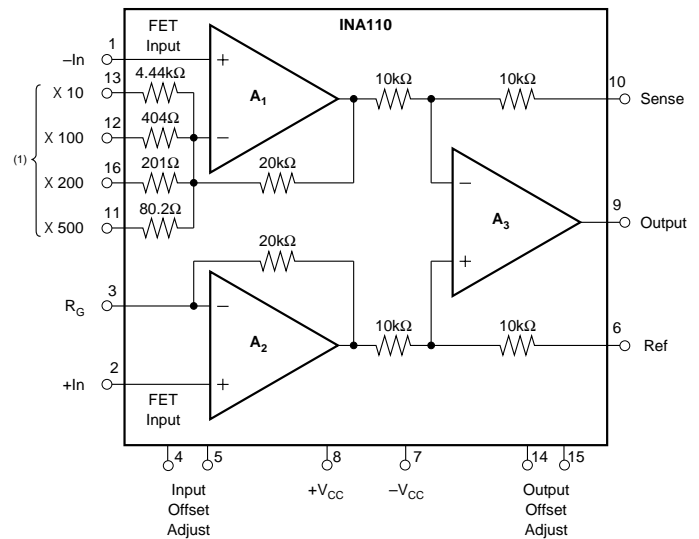 INA110
FET
Input
1
–In
13
4.44kΩ
X 10
12
404Ω
X 100
(1)
16
201Ω
X 200
11
80.2Ω
X 500
A1
20kΩ
10kΩ
10kΩ
10
Sense
A3
9
Output
20kΩ
3
RG
A2
10kΩ
10kΩ
6
Ref
2
+In
FET
Input
4
5
8
7
14
15
Input
Offset
Adjust
+VCC
–VCC
Output
Offset
Adjust